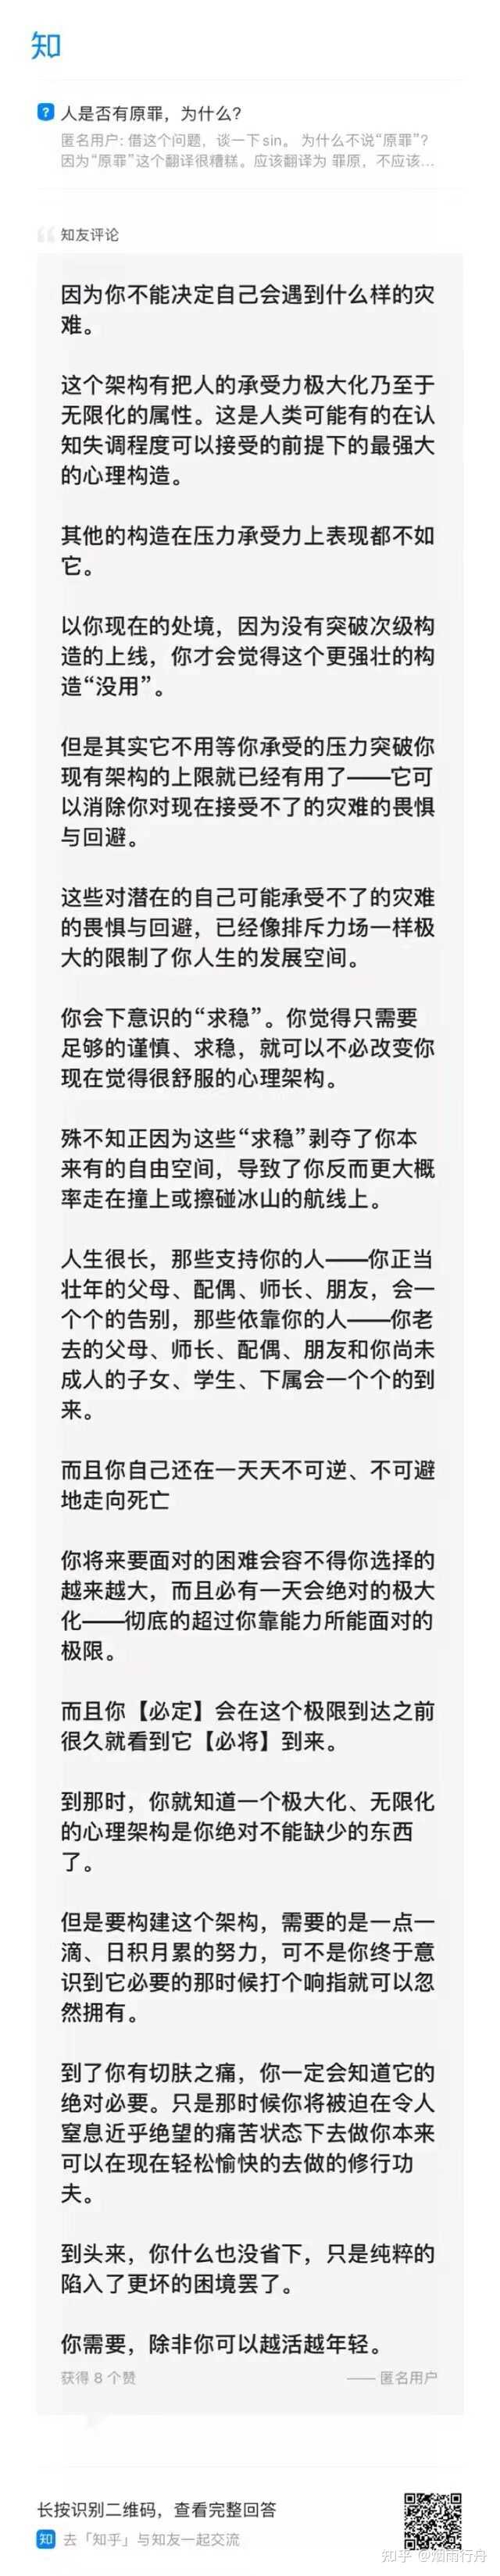 知
? 人是否有原罪，为什么?
匿名用户: 借这个问题，谈一下 sin。 为什么不说“原罪”?
因为“原罪”这个翻译很糟糕。应该翻译为 罪原，不应该...
知友评论
因为你不能决定自己会遇到什么样的灾
难。
这个架构有把人的承受力极大化乃至于
无限化的属性。这是人类可能有的在认
知失调程度可以接受的前提下的最强大
的心理构造。
其他的构造在压力承受力上表现都不如
它。
以你现在的处境，因为没有突破次级构
造的上线，你才会觉得这个更强壮的构
造“没用”。
但是其实它不用等你承受的压力突破你
现有架构的上限就已经有用了——它可
以消除你对现在接受不了的灾难的畏惧
与回避。
这些对潜在的自己可能承受不了的灾难
的畏惧与回避，已经像排斥力场一样极
大的限制了你人生的发展空间。
你会下意识的“求稳”。你觉得只需要
足够的谨慎、求稳，就可以不必改变你
现在觉得很舒服的心理架构。
殊不知正因为这些“求稳”剥夺了你本
来有的自由空间，导致了你反而更大概
率走在撞上或擦碰冰山的航线上。
人生很长，那些支持你的人——你正当
壮年的父母、配偶、师长、朋友，会一
个个的告别，那些依靠你的人——你老
去的父母、师长、配偶、朋友和你尚未
成人的子女、学生、下属会一个个的到
来。
而且你自己还在一天天不可逆、不可避
地走向死亡
你将来要面对的困难会容不得你选择的
越来越大，而且必有一天会绝对的极大
化——彻底的超过你靠能力所能面对的
极限。
而且你【必定】会在这个极限到达之前
很久就看到它【必将】到来。
到那时，你就知道一个极大化、无限化
的心理架构是你绝对不能缺少的东西
了。
但是要构建这个架构，需要的是一点一
滴、日积月累的努力，可不是你终于意
识到它必要的那时候打个响指就可以忽
然拥有。
到了你有切肤之痛，你一定会知道它的
绝对必要。只是那时候你将被迫在令人
窒息近乎绝望的痛苦状态下去做你本来
可以在现在轻松愉快的去做的修行功
夫。
到头来，你什么也没省下，只是纯粹的
陷入了更坏的困境罢了。
你需要，除非你可以越活越年轻。
获得 8 个赞 —— 匿名用户
长按识别二维码，查看完整回答
知 去「知乎」与知友一起交流
知乎 @烟雨行舟